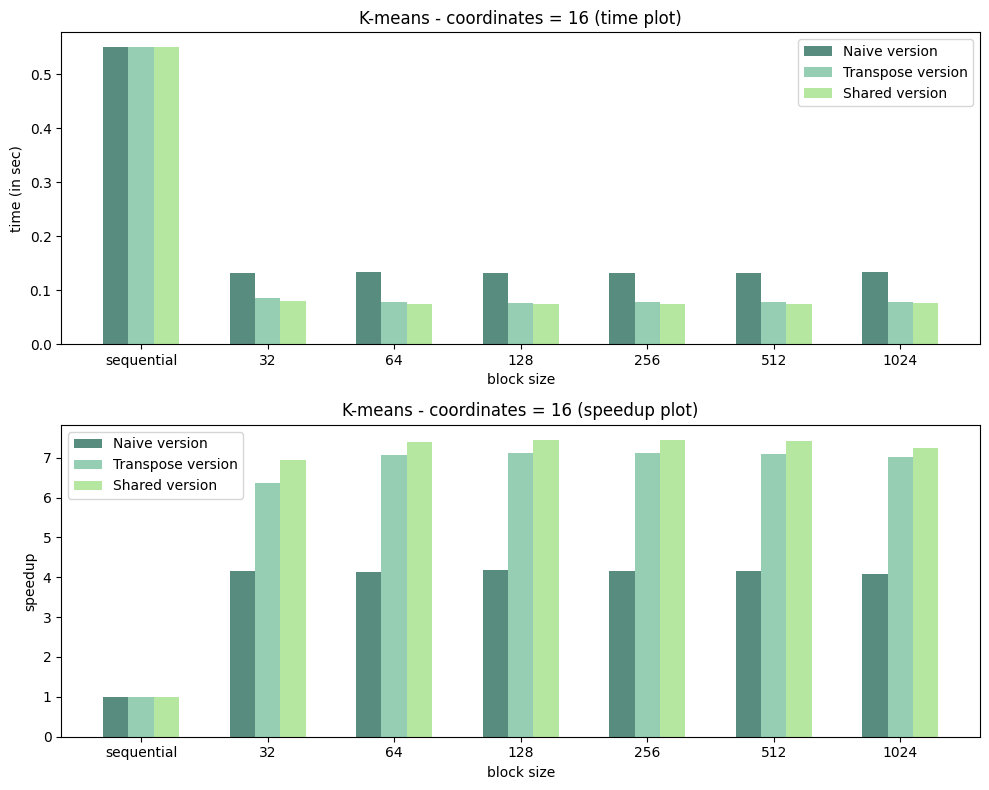 K-means - coordinates = 16 (time plot)
Naive version
Transpose version
Shared version
time (in sec)
0.5
0.4
0.3
0.2
0.1
0.0
sequential 32 64 128 256 512 1024
block size
K-means - coordinates = 16 (speedup plot)
Naive version
Transpose version
Shared version
speedup
7
6
5
4
3
2
1
0
sequential 32 64 128 256 512 1024
block size